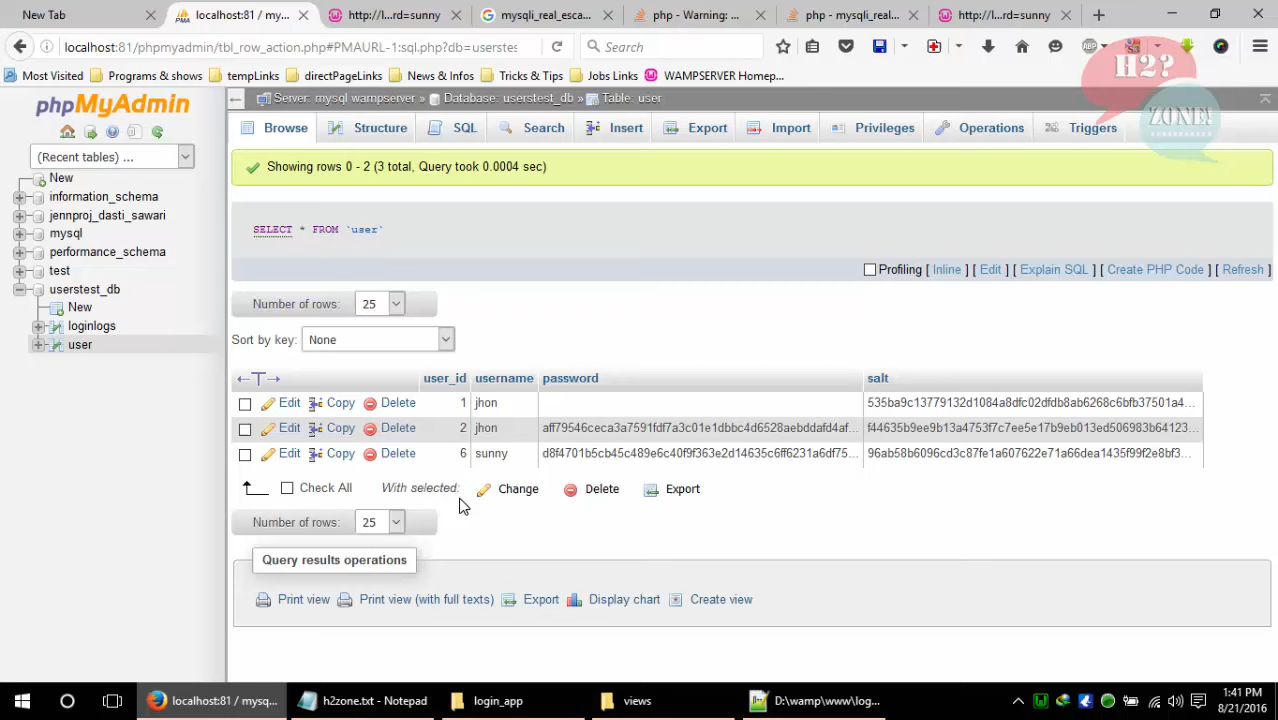 New Tab
localhost:81 / my...
http://l...rd=sunny
mysqli_real_esca...
php - Warning: ...
php - mysqli_real...
http://l...rd=sunny
localhost:81/phpmyadmin/tbl_row_action.php#PMAURL-1:sql.php?db=userstes
Search
ABP
Most Visited
Programs & shows
tempLinks
directPageLinks
News & Infos
Tricks & Tips
Jobs Links
WAMPSERVER Homep...
H2?
ZONE!
phpMyAdmin
(Recent tables) ...
New
information_schema
jennproj_dasti_sawari
mysql
performance_schema
test
userstest_db
New
loginlogs
user
Server: mysql wampserver » Database: userstest_db » Table: user
Browse Structure SQL Search Insert Export Import Privileges Operations Triggers
Showing rows 0 - 2 (3 total, Query took 0.0004 sec)
SELECT * FROM `user`
Profiling [ Inline ] [ Edit ] [ Explain SQL ] [ Create PHP Code ] [ Refresh ]
Number of rows: 25
Sort by key: None
user_id username password salt
Edit Copy Delete 1 jhon 535ba9c13779132d1084a8dfc02dfdb8ab6268c6bfb37501a4...
Edit Copy Delete 2 jhon aff79546ceca3a7591fdf7a3c01e1dbbc4d6528aebddafd4af... f44635b9ee9b13a4753f7c7ee5e17b9eb013ed506983b64123...
Edit Copy Delete 6 sunny d8f4701b5cb45c489e6c40f9f363e2d14635c6ff6231a6df75... 96ab58b6096cd3c87fe1a607622e71a66dea1435f99f2e8bf3...
Check All With selected: Change Delete Export
Number of rows: 25
Query results operations
Print view Print view (with full texts) Export Display chart Create view
localhost:81 / mysq...
h2zone.txt - Notepad
login_app
views
D:\wamp\www\log...
1:41 PM
8/21/2016